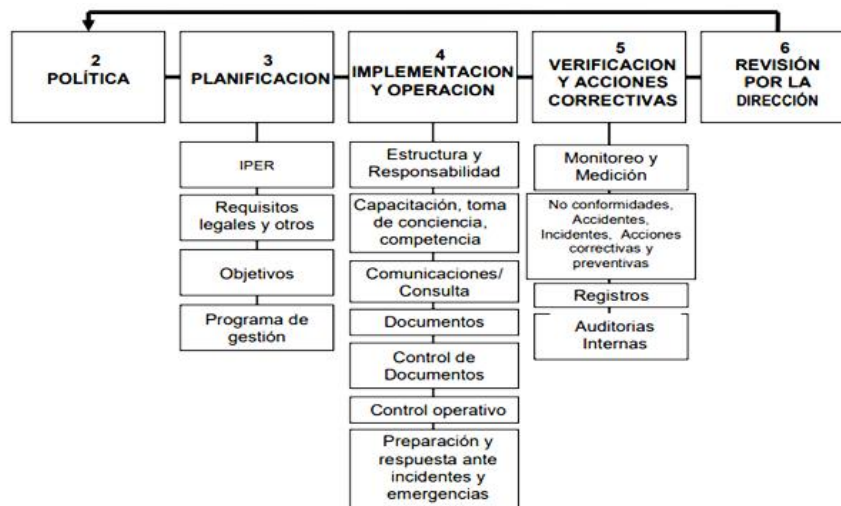 2
POLÍTICA
3
PLANIFICACION
4
IMPLEMENTACION
Y OPERACION
5
VERIFICACION
Y ACCIONES
CORRECTIVAS
6
REVISIÓN
POR LA
DIRECCIÓN
IPER
Requisitos
legales y otros
Objetivos
Programa de
gestión
Estructura y
Responsabilidad
Capacitación, toma
de conciencia,
competencia
Comunicaciones/
Consulta
Documentos
Control de
Documentos
Control operativo
Preparación y
respuesta ante
incidentes y
emergencias
Monitoreo y
Medición
No conformidades,
Accidentes,
Incidentes, Acciones
correctivas y
preventivas
Registros
Auditorias
Internas